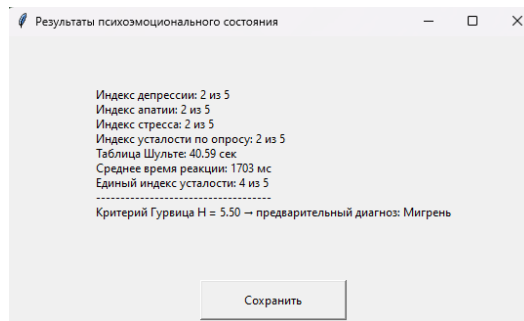 Результаты психоэмоционального состояния
Индекс депрессии: 2 из 5
Индекс апатии: 2 из 5
Индекс стресса: 2 из 5
Индекс усталости по опросу: 2 из 5
Таблица Шульте: 40.59 сек
Среднее время реакции: 1703 мс
Единый индекс усталости: 4 из 5
------------------------------------
Критерий Гурвица H = 5.50 → предварительный диагноз: Мигрень
Сохранить